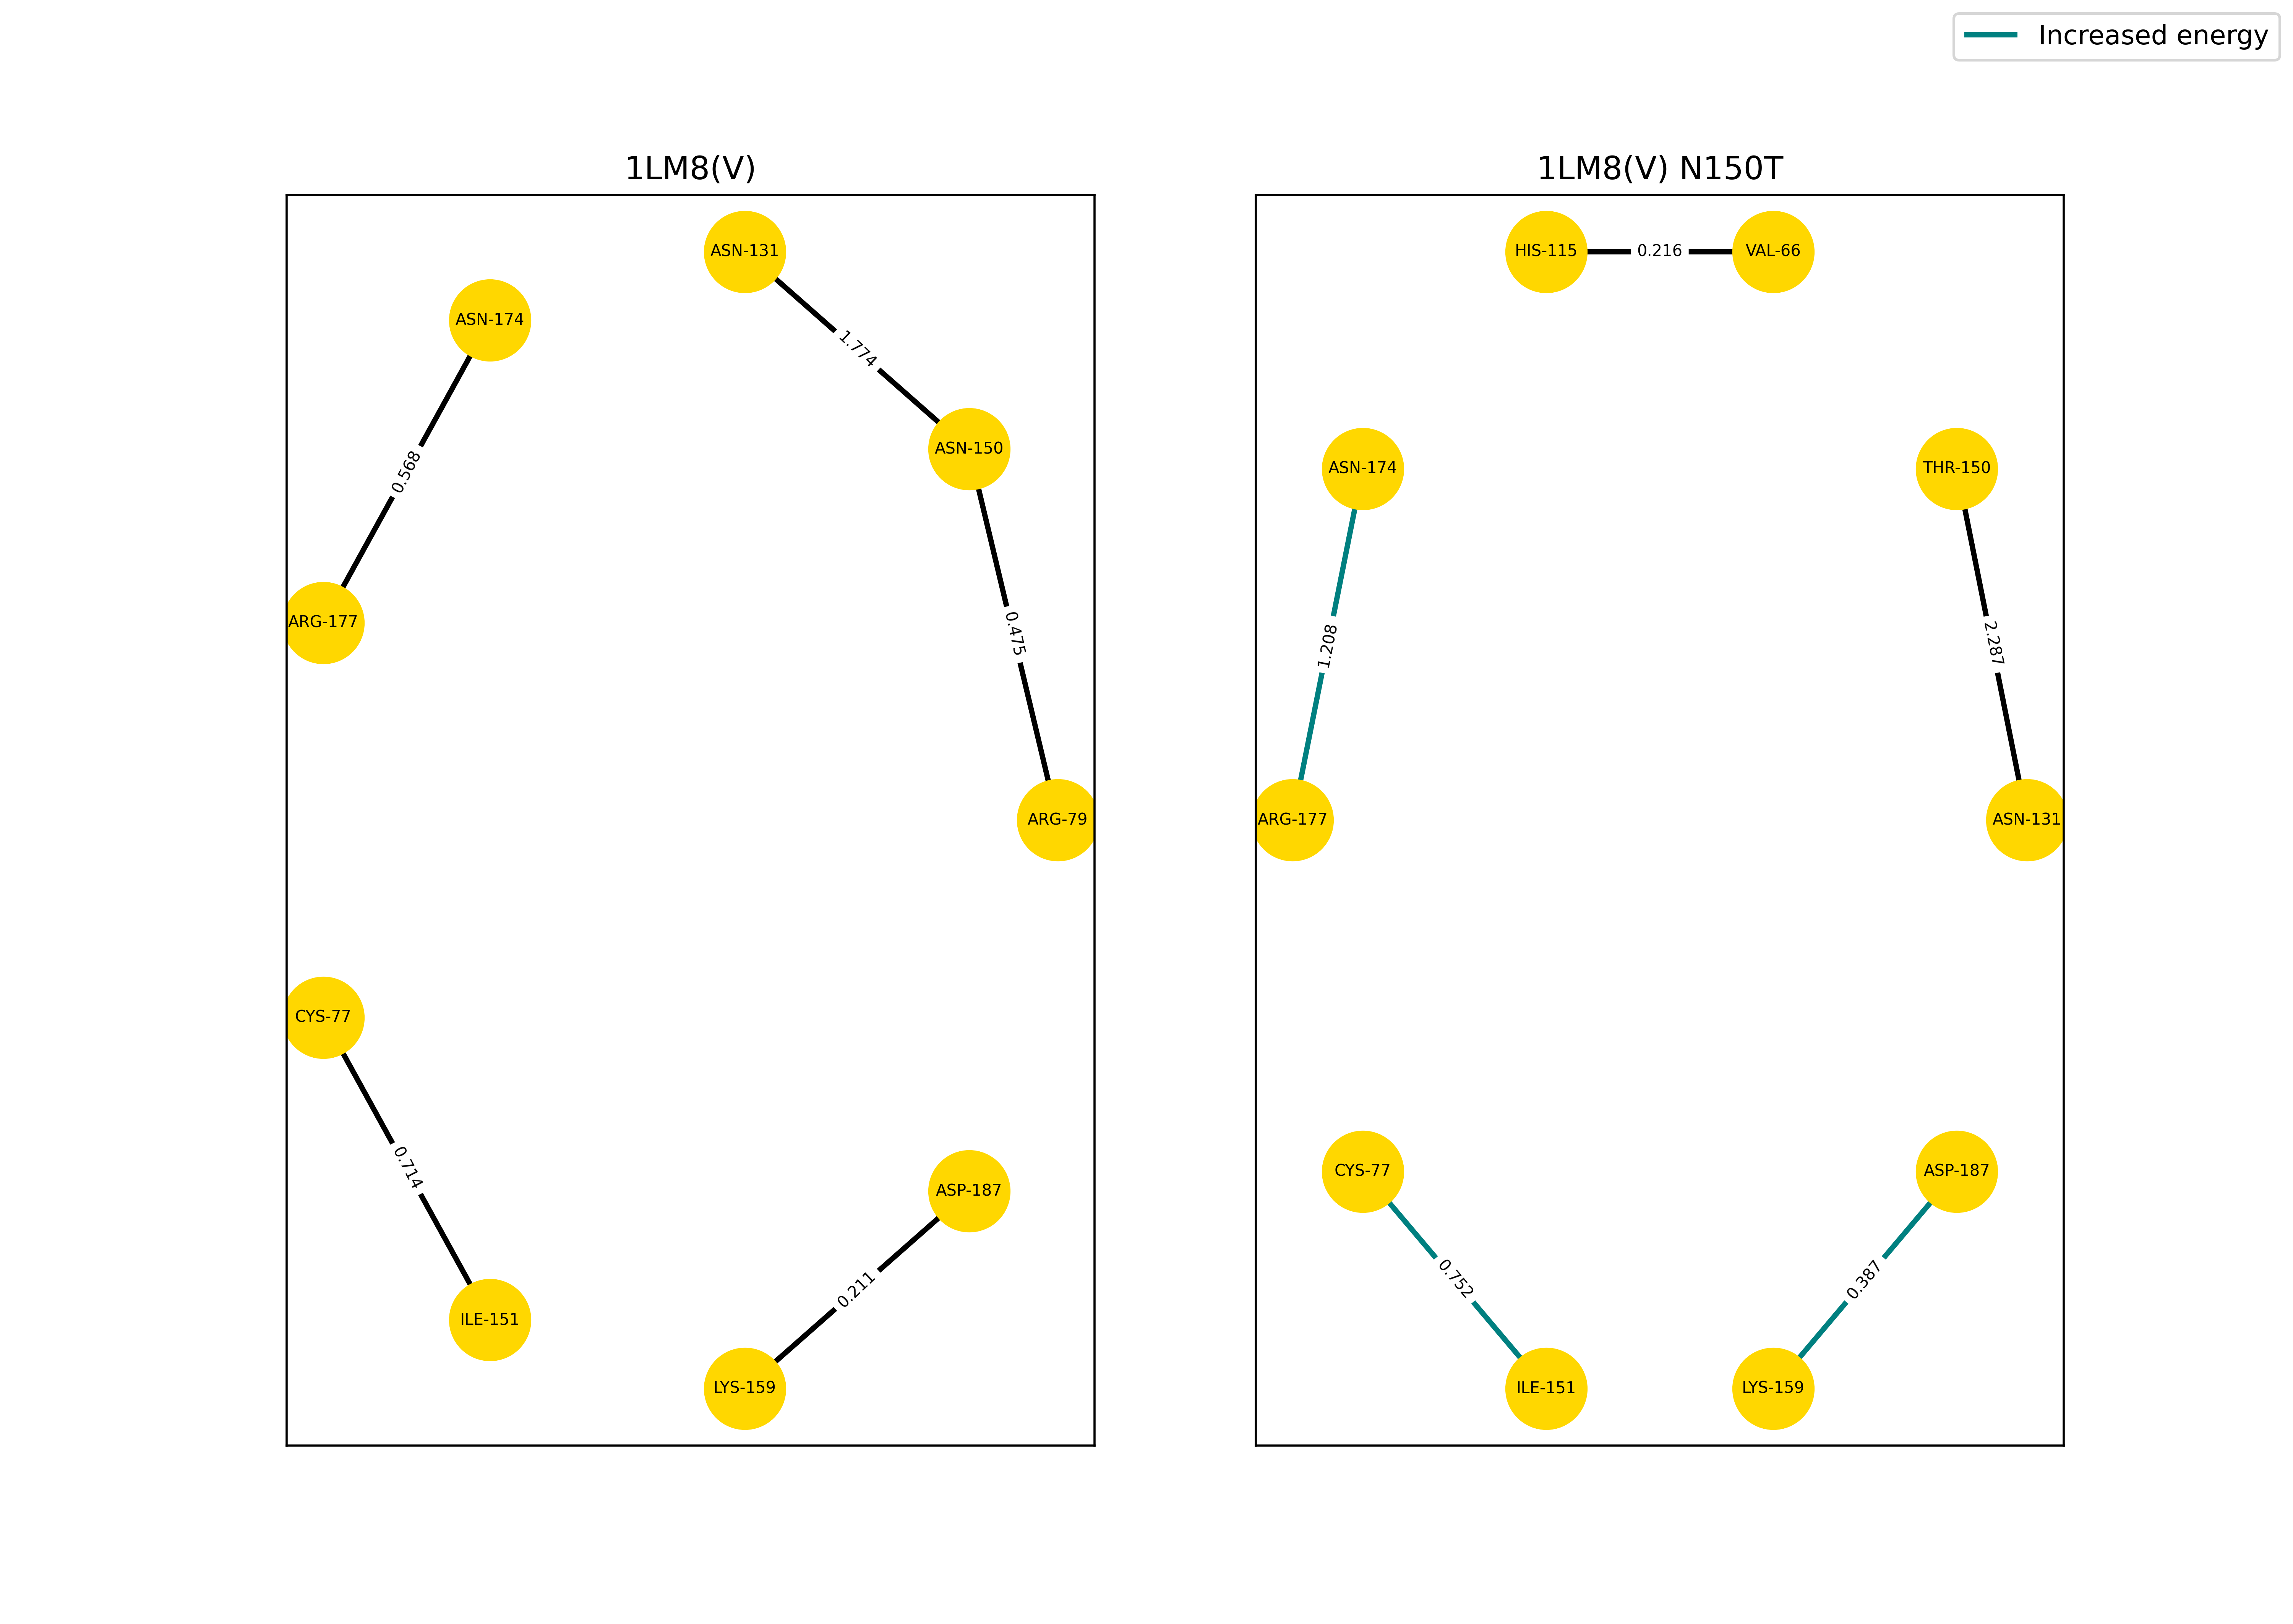 Increased energy
1LM8(V)
ASN-131
ASN-174
1.774
ASN-150
0.568
ARG-177
0.475
ARG-79
CYS-77
0.714
ASP-187
0.211
ILE-151
LYS-159
1LM8(V) N150T
HIS-115
0.216
VAL-66
ASN-174
THR-150
1.208
2.287
ARG-177
ASN-131
CYS-77
ASP-187
0.752
0.387
ILE-151
LYS-159